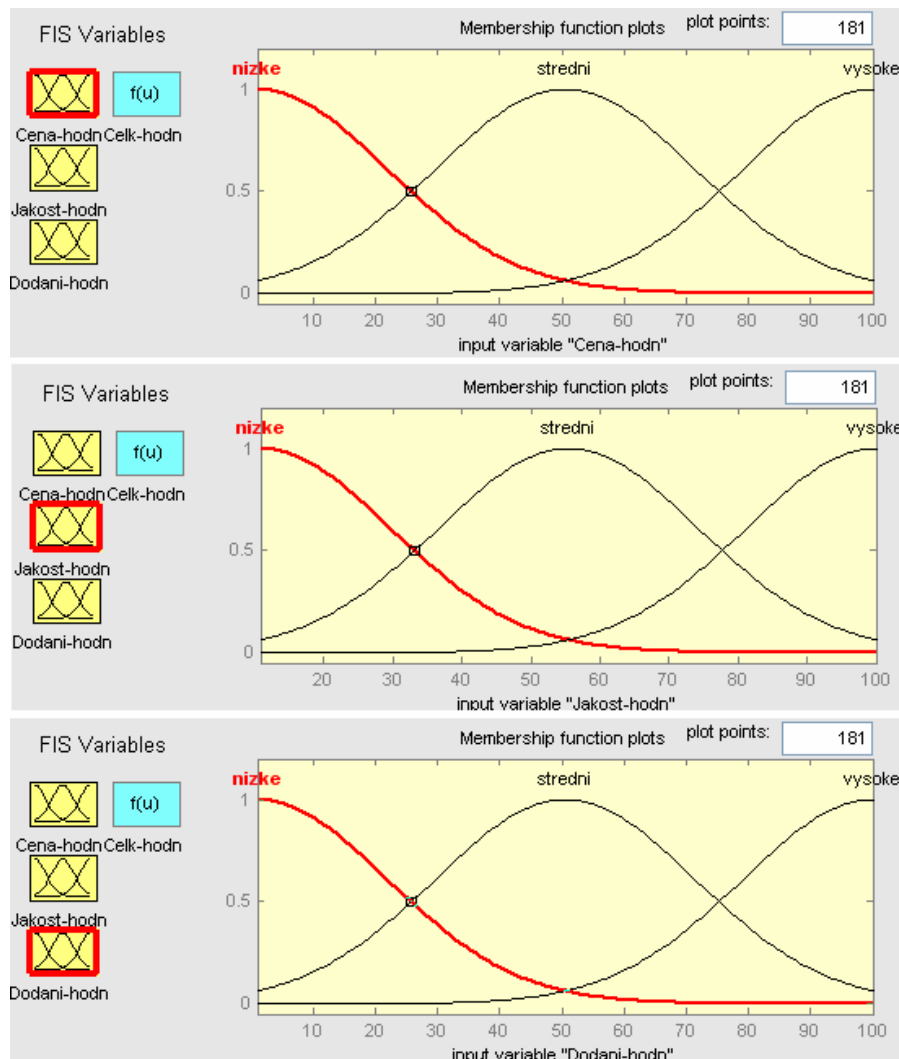 FIS Variables
Membership function plots
plot points:
181
nizke
stredni
vysoke
f(u)
Cena-hodn
Celk-hodn
Jakost-hodn
Dodani-hodn
1
0.5
0
10 20 30 40 50 60 70 80 90 100
input variable "Cena-hodn"
FIS Variables
Membership function plots
plot points:
181
nizke
stredni
vysoke
f(u)
Cena-hodn
Celk-hodn
Jakost-hodn
Dodani-hodn
1
0.5
0
20 30 40 50 60 70 80 90 100
input variable "Jakost-hodn"
FIS Variables
Membership function plots
plot points:
181
nizke
stredni
vysoke
f(u)
Cena-hodn
Celk-hodn
Jakost-hodn
Dodani-hodn
1
0.5
0
10 20 30 40 50 60 70 80 90 100
input variable "Dodani-hodn"